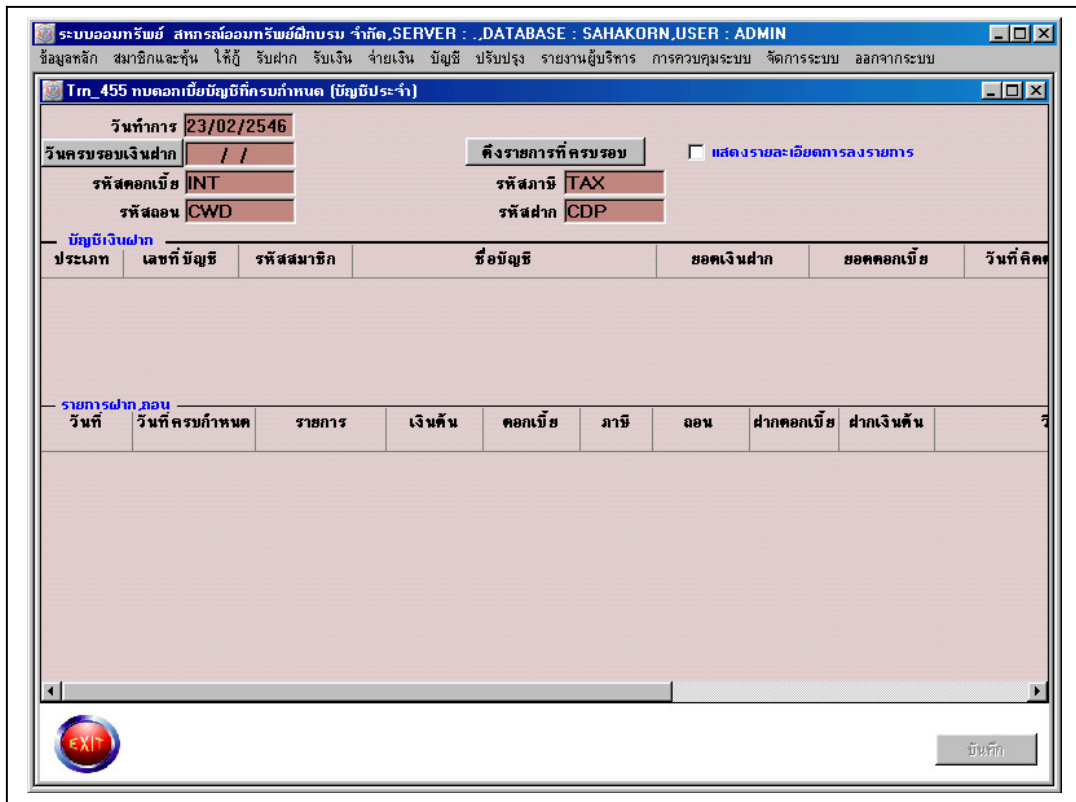 ระบบออมทรัพย์ สหกรณ์ออมทรัพย์ฝึกบรม จำกัด,SERVER : .,DATABASE : SAHAKORN,USER : ADMIN
ข้อมูลหลัก สมาชิกและหุ้น ให้กู้ รับฝาก รับเงิน จ่ายเงิน บัญชี ปรับปรุง รายงานผู้บริหาร การควบคุมระบบ จัดการระบบ ออกจากระบบ
Trn_455 ทบดอกเบี้ยบัญชีที่ครบกำหนด (บัญชีประจำ)
วันทำการ 23/02/2546
วันครบรอบเงินฝาก / / ดึงรายการที่ครบรอบ แสดงรายละเอียดการลงรายการ
รหัสดอกเบี้ย INT รหัสภาษี TAX
รหัสถอน CWD รหัสฝาก CDP
บัญชีเงินฝาก
ประเภท เลขที่บัญชี รหัสสมาชิก ชื่อบัญชี ยอดเงินฝาก ยอดดอกเบี้ย วันที่คิด
รายการฝาก,ถอน
วันที่ วันที่ครบกำหนด รายการ เงินต้น ดอกเบี้ย ภาษี ถอน ฝากดอกเบี้ย ฝากเงินต้น
EXIT บันทึก